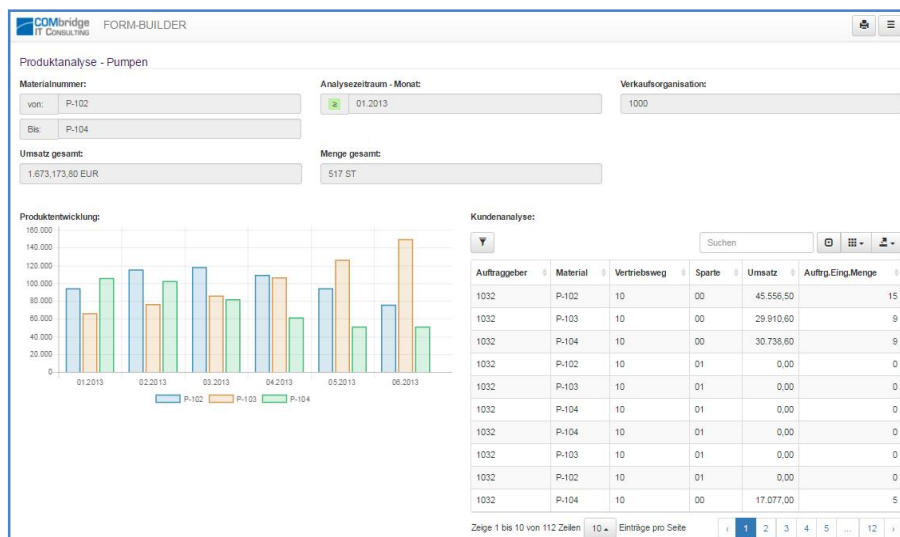 COMbridge
IT CONSULTING
FORM-BUILDER
Produktanalyse - Pumpen
Materialnummer:
Analysezeitraum - Monat:
Verkaufsorganisation:
von:
P-102
≥
01.2013
1000
Bis:
P-104
Umsatz gesamt:
Menge gesamt:
1.673,173,80 EUR
517 ST
Produktentwicklung:
160.000
140.000
120.000
100.000
80.000
60.000
40.000
20.000
0
01.2013 02.2013 03.2013 04.2013 05.2013 06.2013
P-102 P-103 P-104
Kundenanalyse:
Suchen
Auftraggeber Material Vertriebsweg Sparte Umsatz Auftrg.Eing.Menge
1032 P-102 10 00 45.556,50 15
1032 P-103 10 00 29.910,60 9
1032 P-104 10 00 30.738,60 9
1032 P-102 10 01 0,00 0
1032 P-103 10 01 0,00 0
1032 P-104 10 01 0,00 0
1032 P-104 10 01 0,00 0
1032 P-103 10 01 0,00 0
1032 P-102 10 01 0,00 0
1032 P-104 10 00 17.077,00 5
Zeige 1 bis 10 von 112 Zeilen 10 Einträge pro Seite ‹ 1 2 3 4 5 ... 12 ›